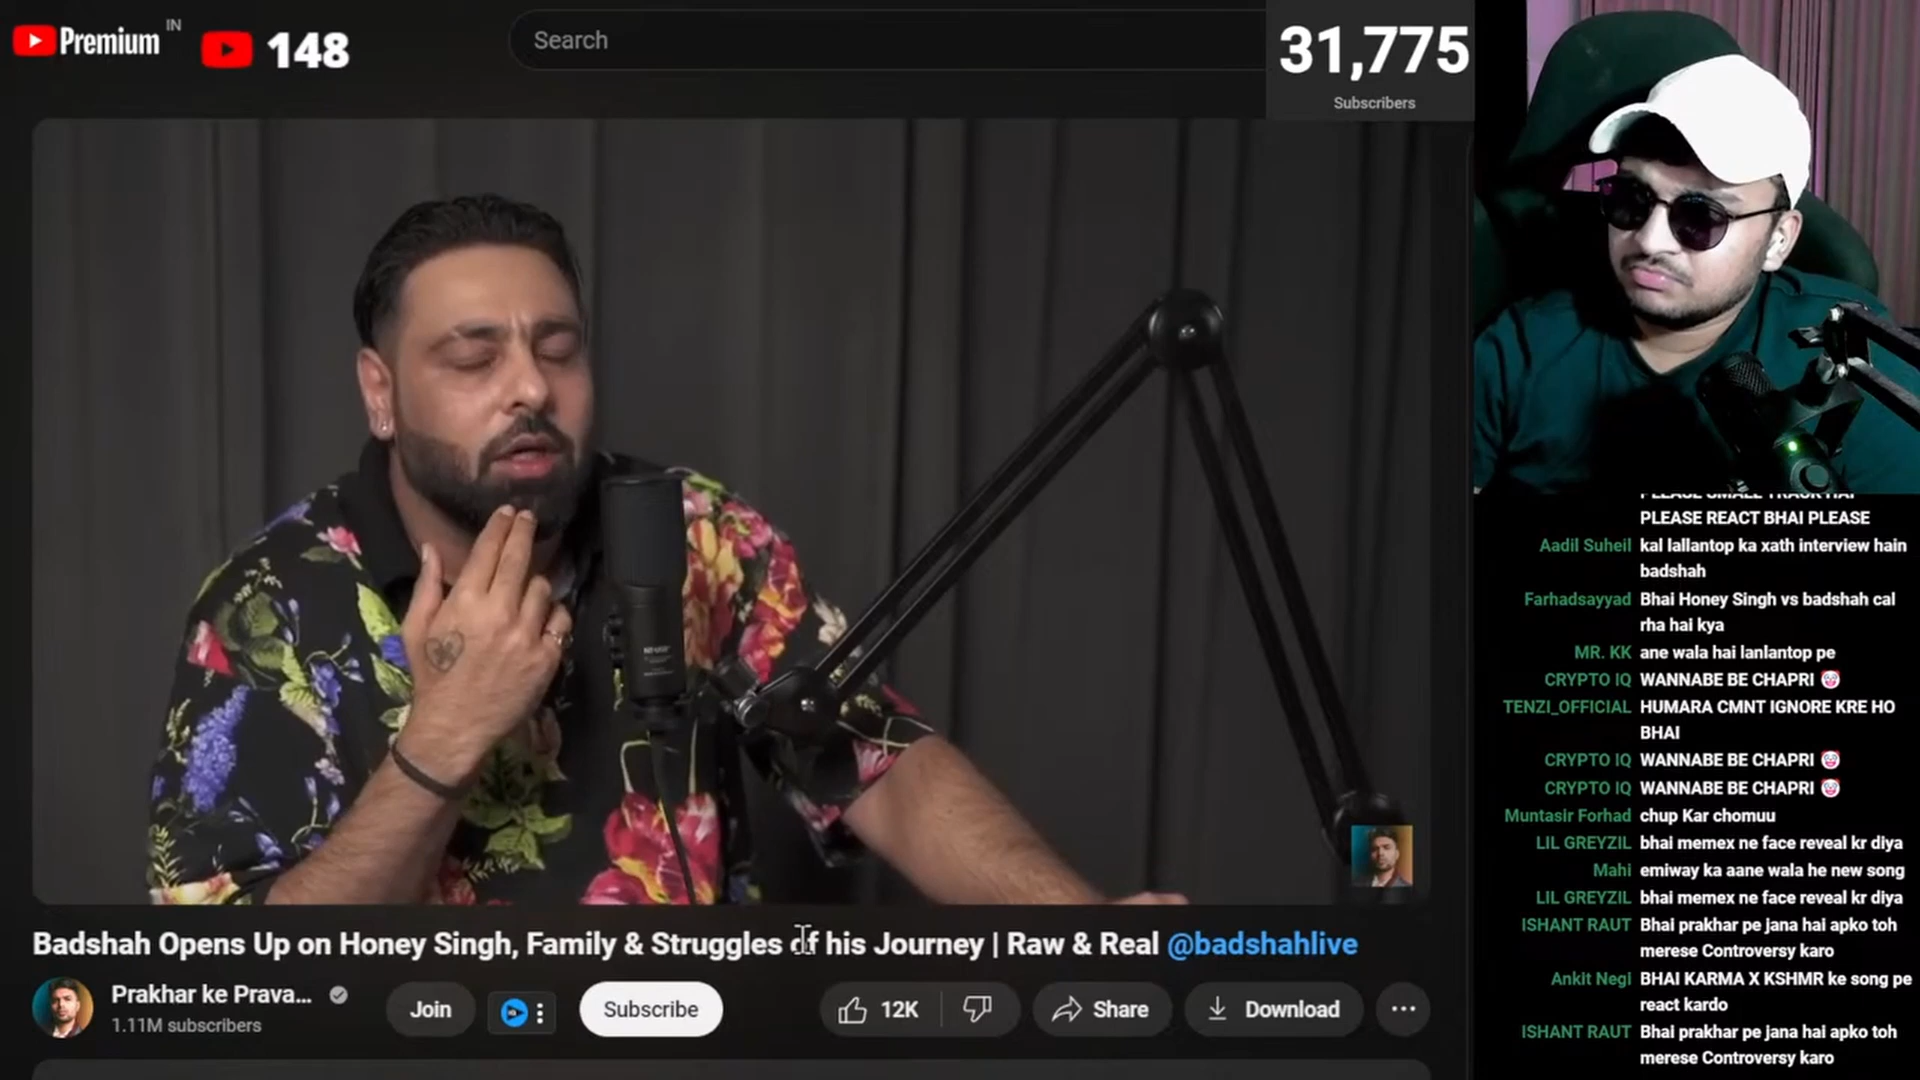 Premium IN
148
Search
31,775
Subscribers
PLEASE SMALL TRACK HAI
PLEASE REACT BHAI PLEASE
Aadil Suheil kal lallantop ka xath interview hain
badshah
Farhadsayyad Bhai Honey Singh vs badshah cal
rha hai kya
MR. KK ane wala hai lanlantop pe
CRYPTO IQ WANNABE BE CHAPRI 🤡
TENZI_OFFICIAL HUMARA CMNT IGNORE KRE HO
BHAI
CRYPTO IQ WANNABE BE CHAPRI 🤡
CRYPTO IQ WANNABE BE CHAPRI 🤡
Muntasir Forhad chup Kar chomuu
LIL GREYZIL bhai memex ne face reveal kr diya
Mahi emiway ka aane wala he new song
LIL GREYZIL bhai memex ne face reveal kr diya
ISHANT RAUT Bhai prakhar pe jana hai apko toh
merese Controversy karo
Ankit Negi BHAI KARMA X KSHMR ke song pe
react kardo
ISHANT RAUT Bhai prakhar pe jana hai apko toh
merese Controversy karo
Badshah Opens Up on Honey Singh, Family & Struggles of his Journey | Raw & Real @badshahlive
Prakhar ke Prava...
1.11M subscribers
Join
Subscribe
12K
Share
Download